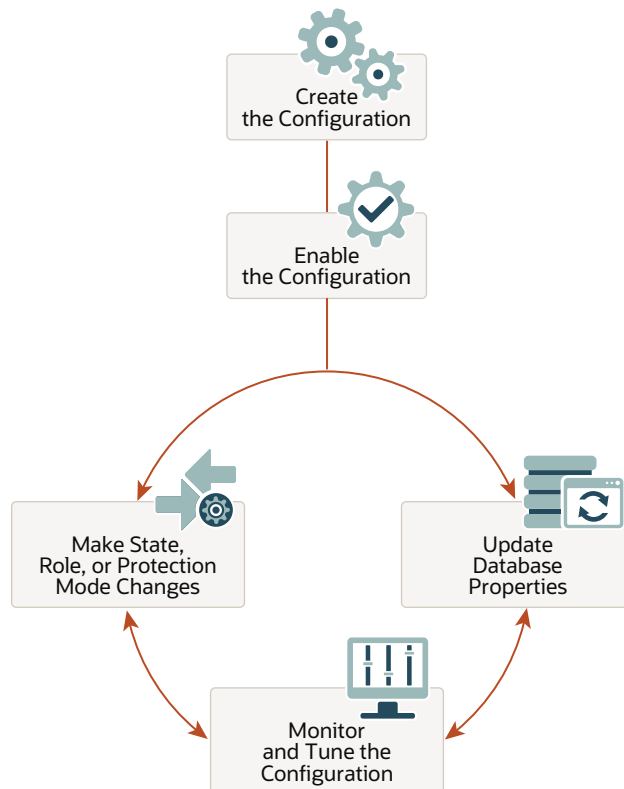 Create
the Configuration
Enable
the Configuration
Make State,
Role, or Protection
Mode Changes
Update
Database
Properties
Monitor
and Tune the
Configuration